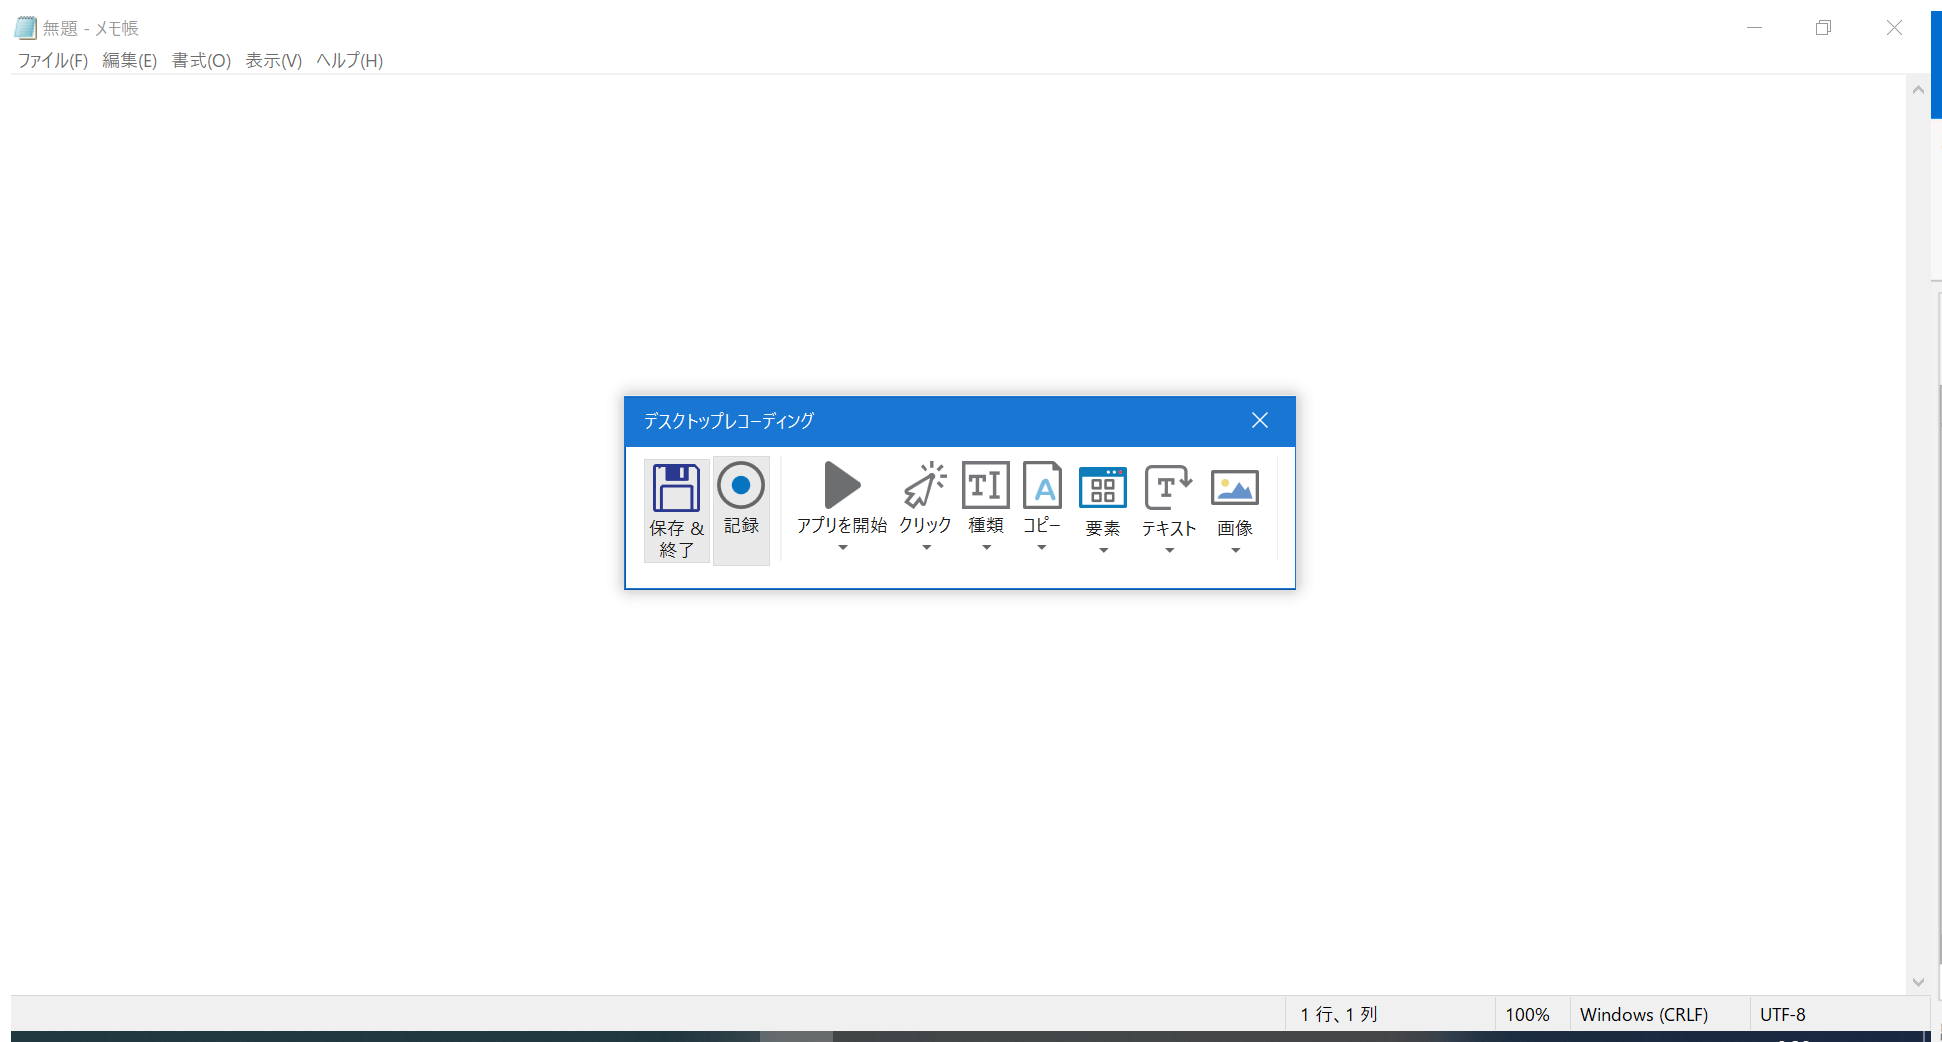 無題 - メモ帳
ファイル(F) 編集(E) 書式(O) 表示(V) ヘルプ(H)
デスクトップレコーディング
保存 &
終了
記録
アプリを開始
クリック
種類
コピー
要素
テキスト
画像
1 行、1 列
100%
Windows (CRLF)
UTF-8